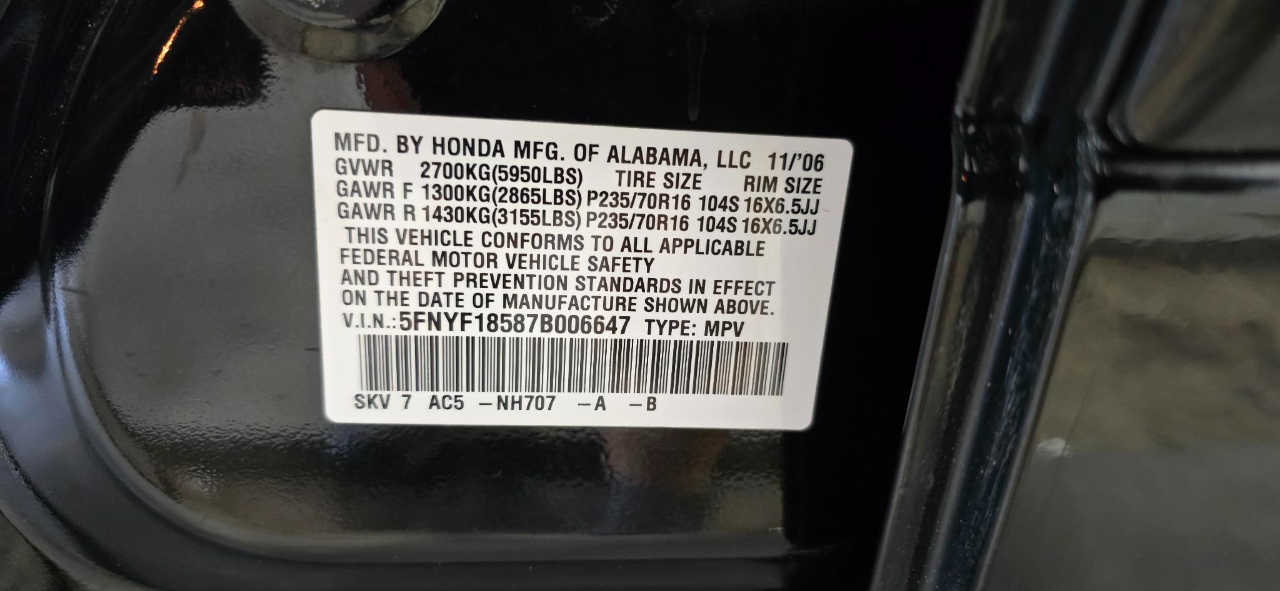 MFD. BY HONDA MFG. OF ALABAMA, LLC 11/'06
GVWR 2700KG(5950LBS) TIRE SIZE RIM SIZE
GAWR F 1300KG(2865LBS) P235/70R16 104S 16X6.5JJ
GAWR R 1430KG(3155LBS) P235/70R16 104S 16X6.5JJ
THIS VEHICLE CONFORMS TO ALL APPLICABLE
FEDERAL MOTOR VEHICLE SAFETY
AND THEFT PREVENTION STANDARDS IN EFFECT
ON THE DATE OF MANUFACTURE SHOWN ABOVE.
V.I.N.:5FNYF18587B006647 TYPE: MPV
SKV 7 AC5 -NH707 -A -B